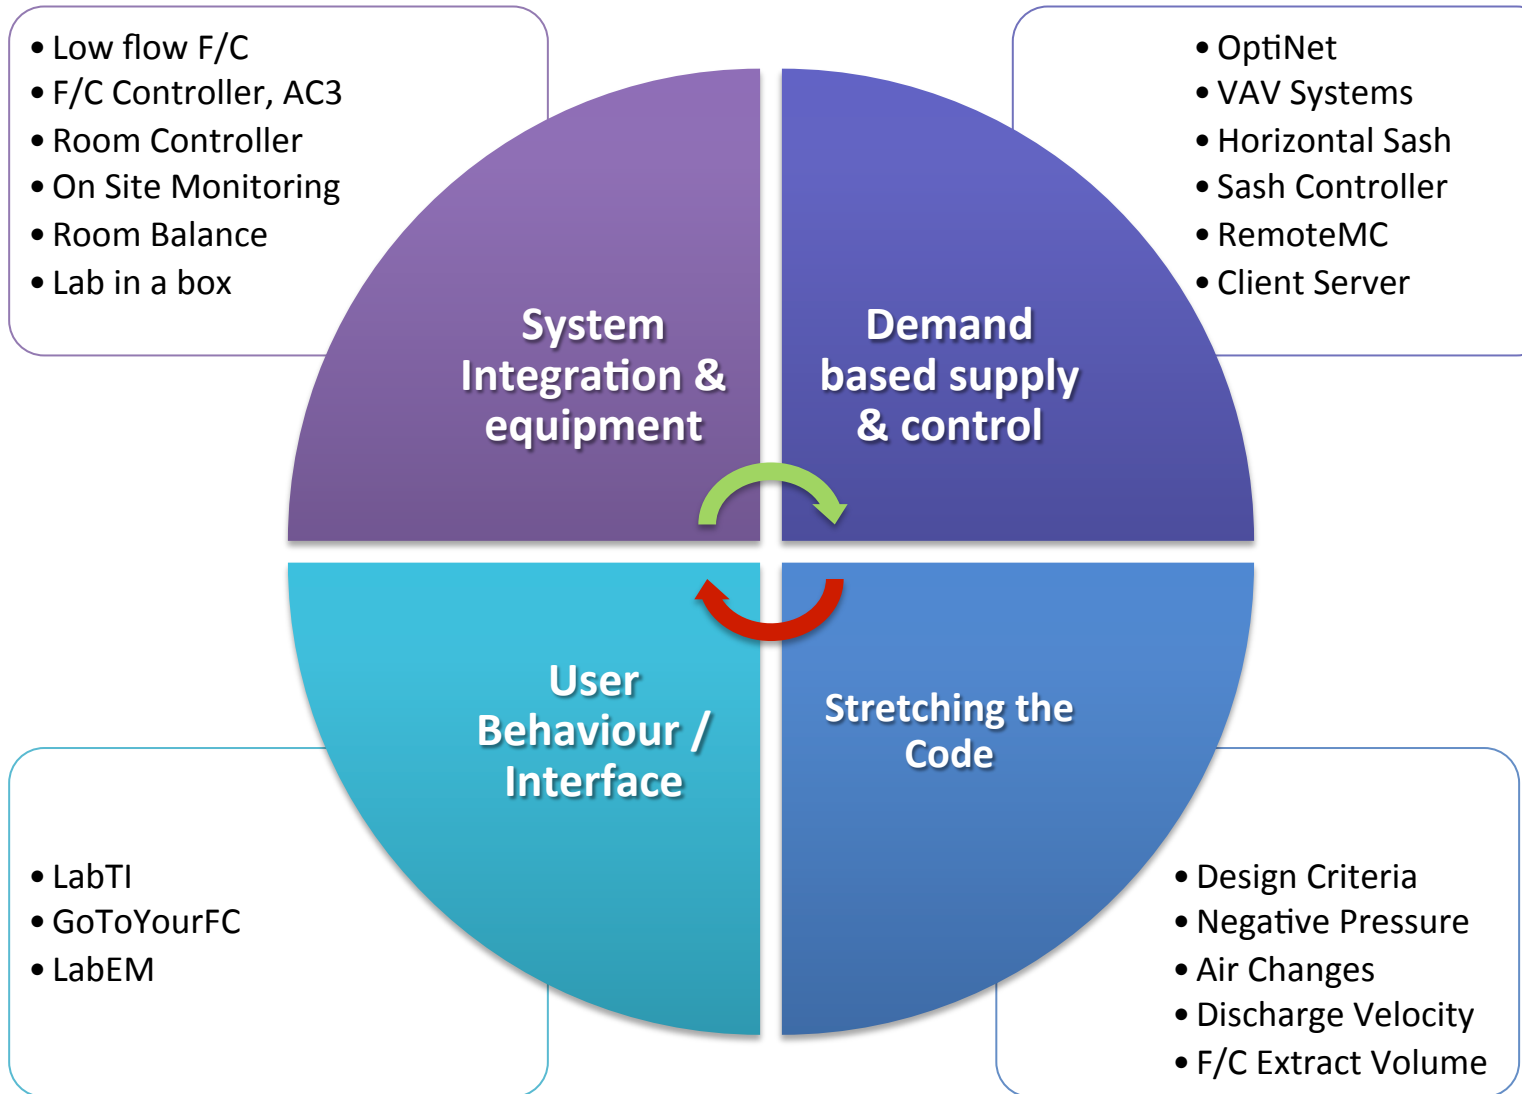 • Low flow F/C
• F/C Controller, AC3
• Room Controller
• On Site Monitoring
• Room Balance
• Lab in a box
• OptiNet
• VAV Systems
• Horizontal Sash
• Sash Controller
• RemoteMC
• Client Server
System
Integration &
equipment
Demand
based supply
& control
User
Behaviour /
Interface
Stretching the
Code
• LabTI
• GoToYourFC
• LabEM
• Design Criteria
• Negative Pressure
• Air Changes
• Discharge Velocity
• F/C Extract Volume